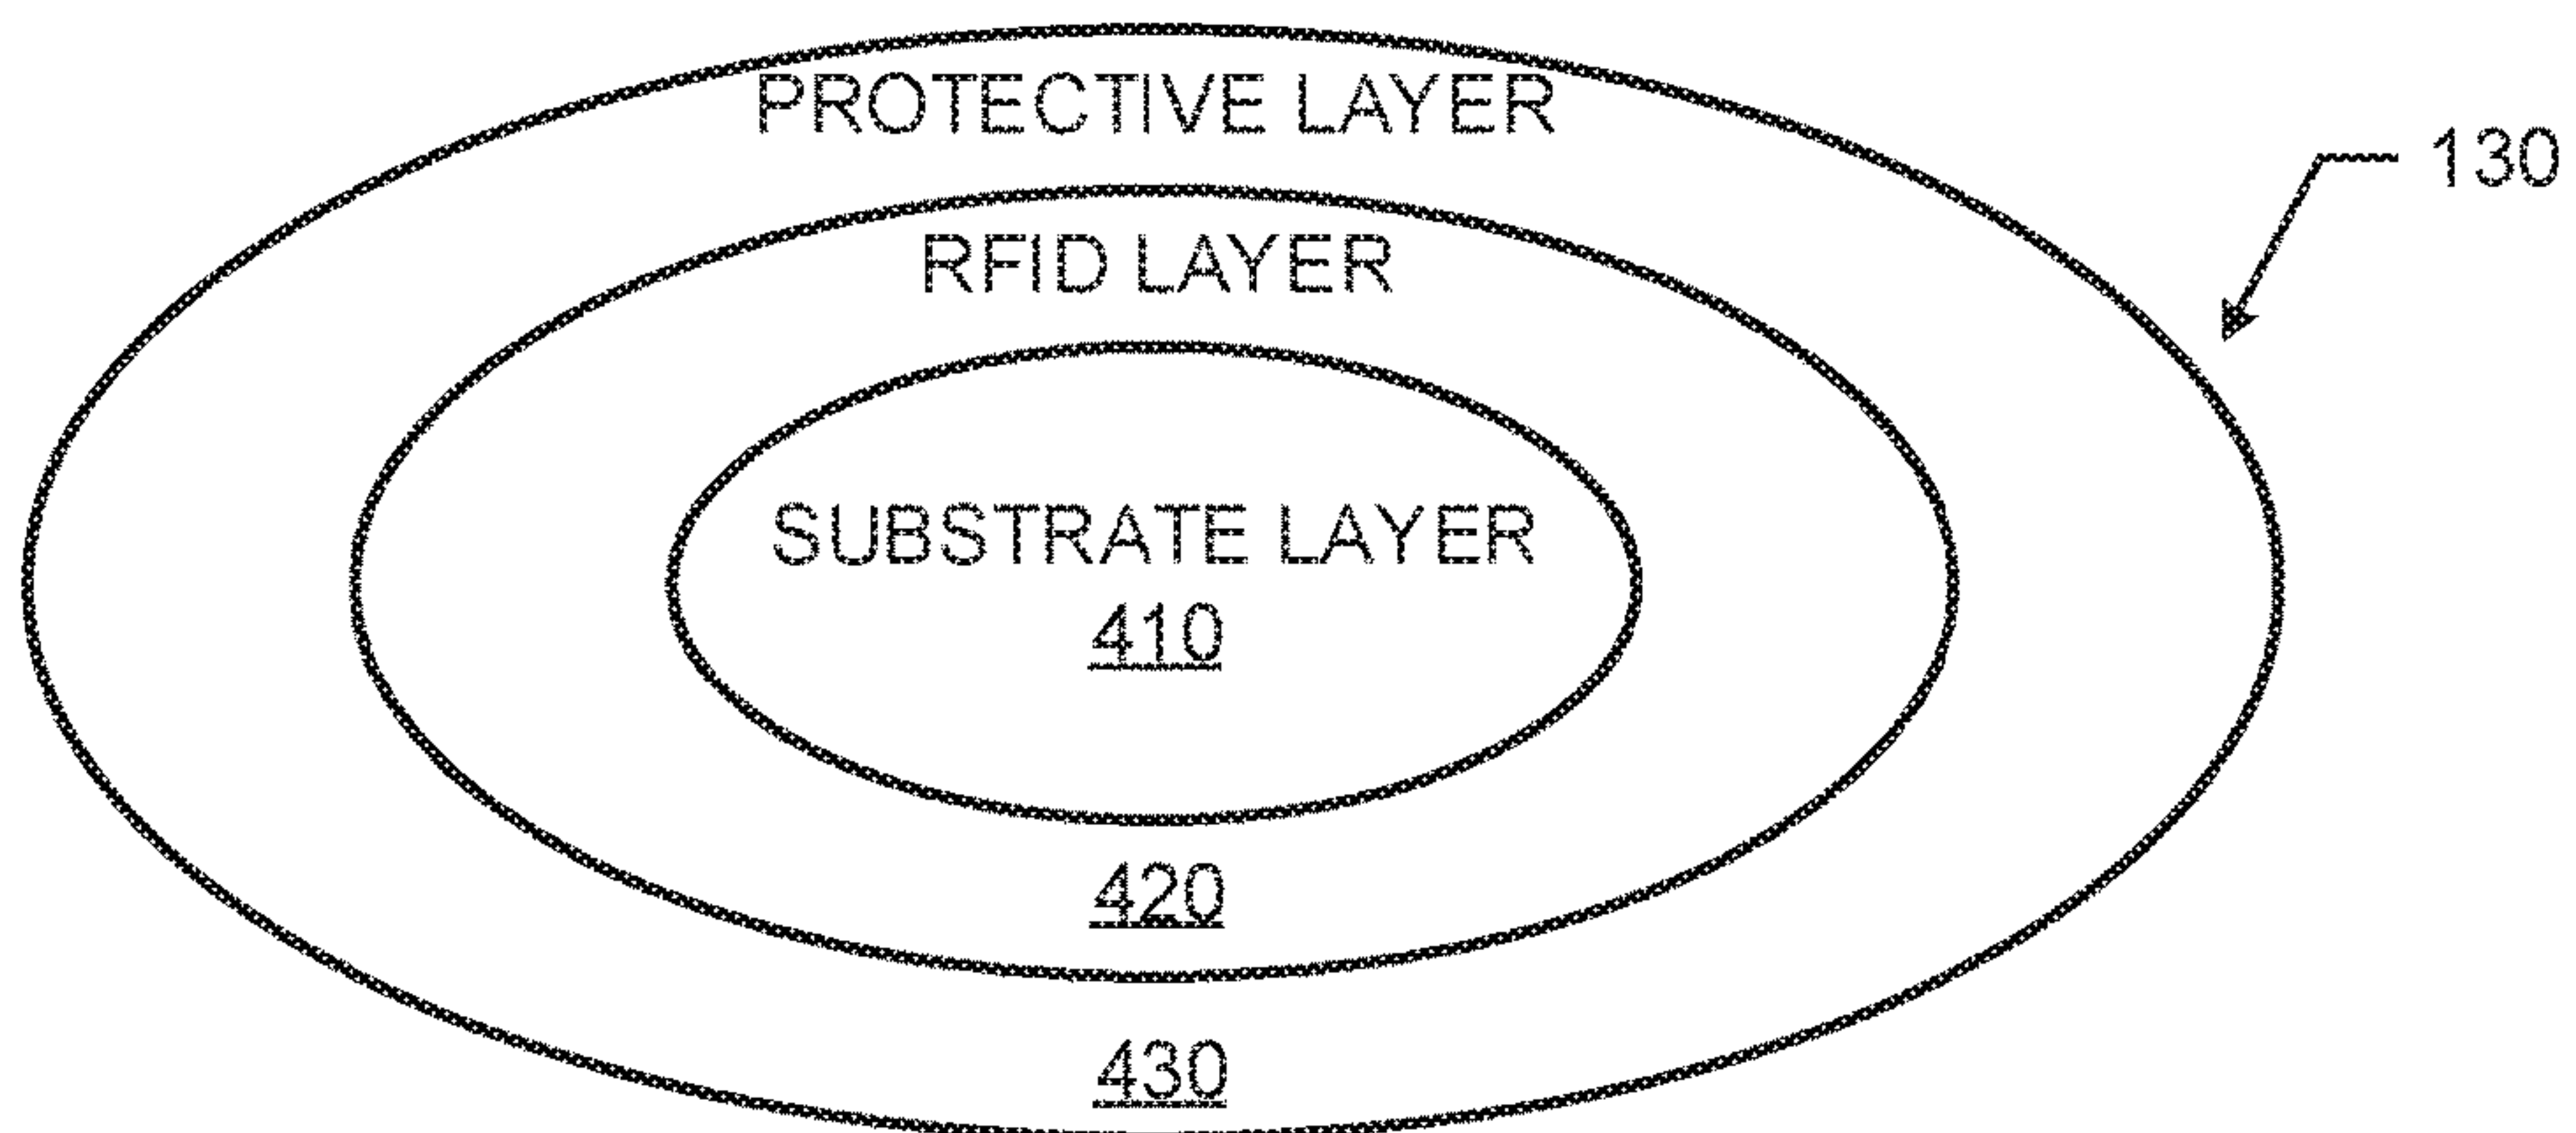 PROTECTIVE LAYER
130
RFID LAYER
SUBSTRATE LAYER
410
420
430